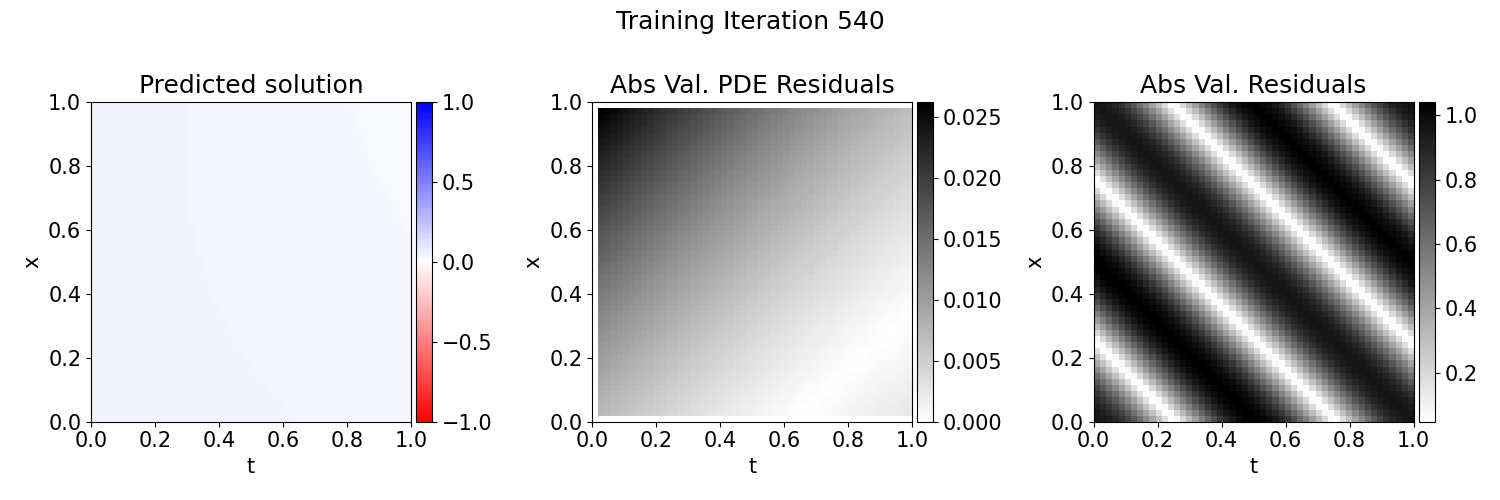 Training Iteration 540
Predicted solution
1.0
0.8
0.6
0.4
0.2
0.0
x
0.0 0.2 0.4 0.6 0.8 1.0
t
1.0
0.5
0.0
−0.5
−1.0
Abs Val. PDE Residuals
1.0
0.8
0.6
0.4
0.2
0.0
x
0.0 0.2 0.4 0.6 0.8 1.0
t
0.025
0.020
0.015
0.010
0.005
0.000
Abs Val. Residuals
1.0
0.8
0.6
0.4
0.2
0.0
x
0.0 0.2 0.4 0.6 0.8 1.0
t
1.0
0.8
0.6
0.4
0.2